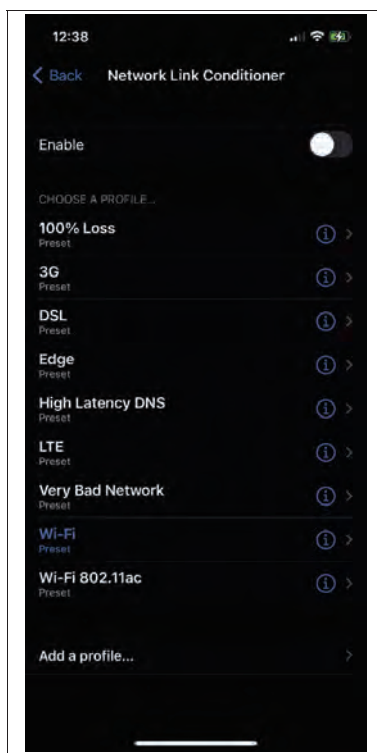 12:38
Back Network Link Conditioner
Enable
CHOOSE A PROFILE...
100% Loss
Preset
3G
Preset
DSL
Preset
Edge
Preset
High Latency DNS
Preset
LTE
Preset
Very Bad Network
Preset
Wi-Fi
Preset
Wi-Fi 802.11ac
Preset
Add a profile...